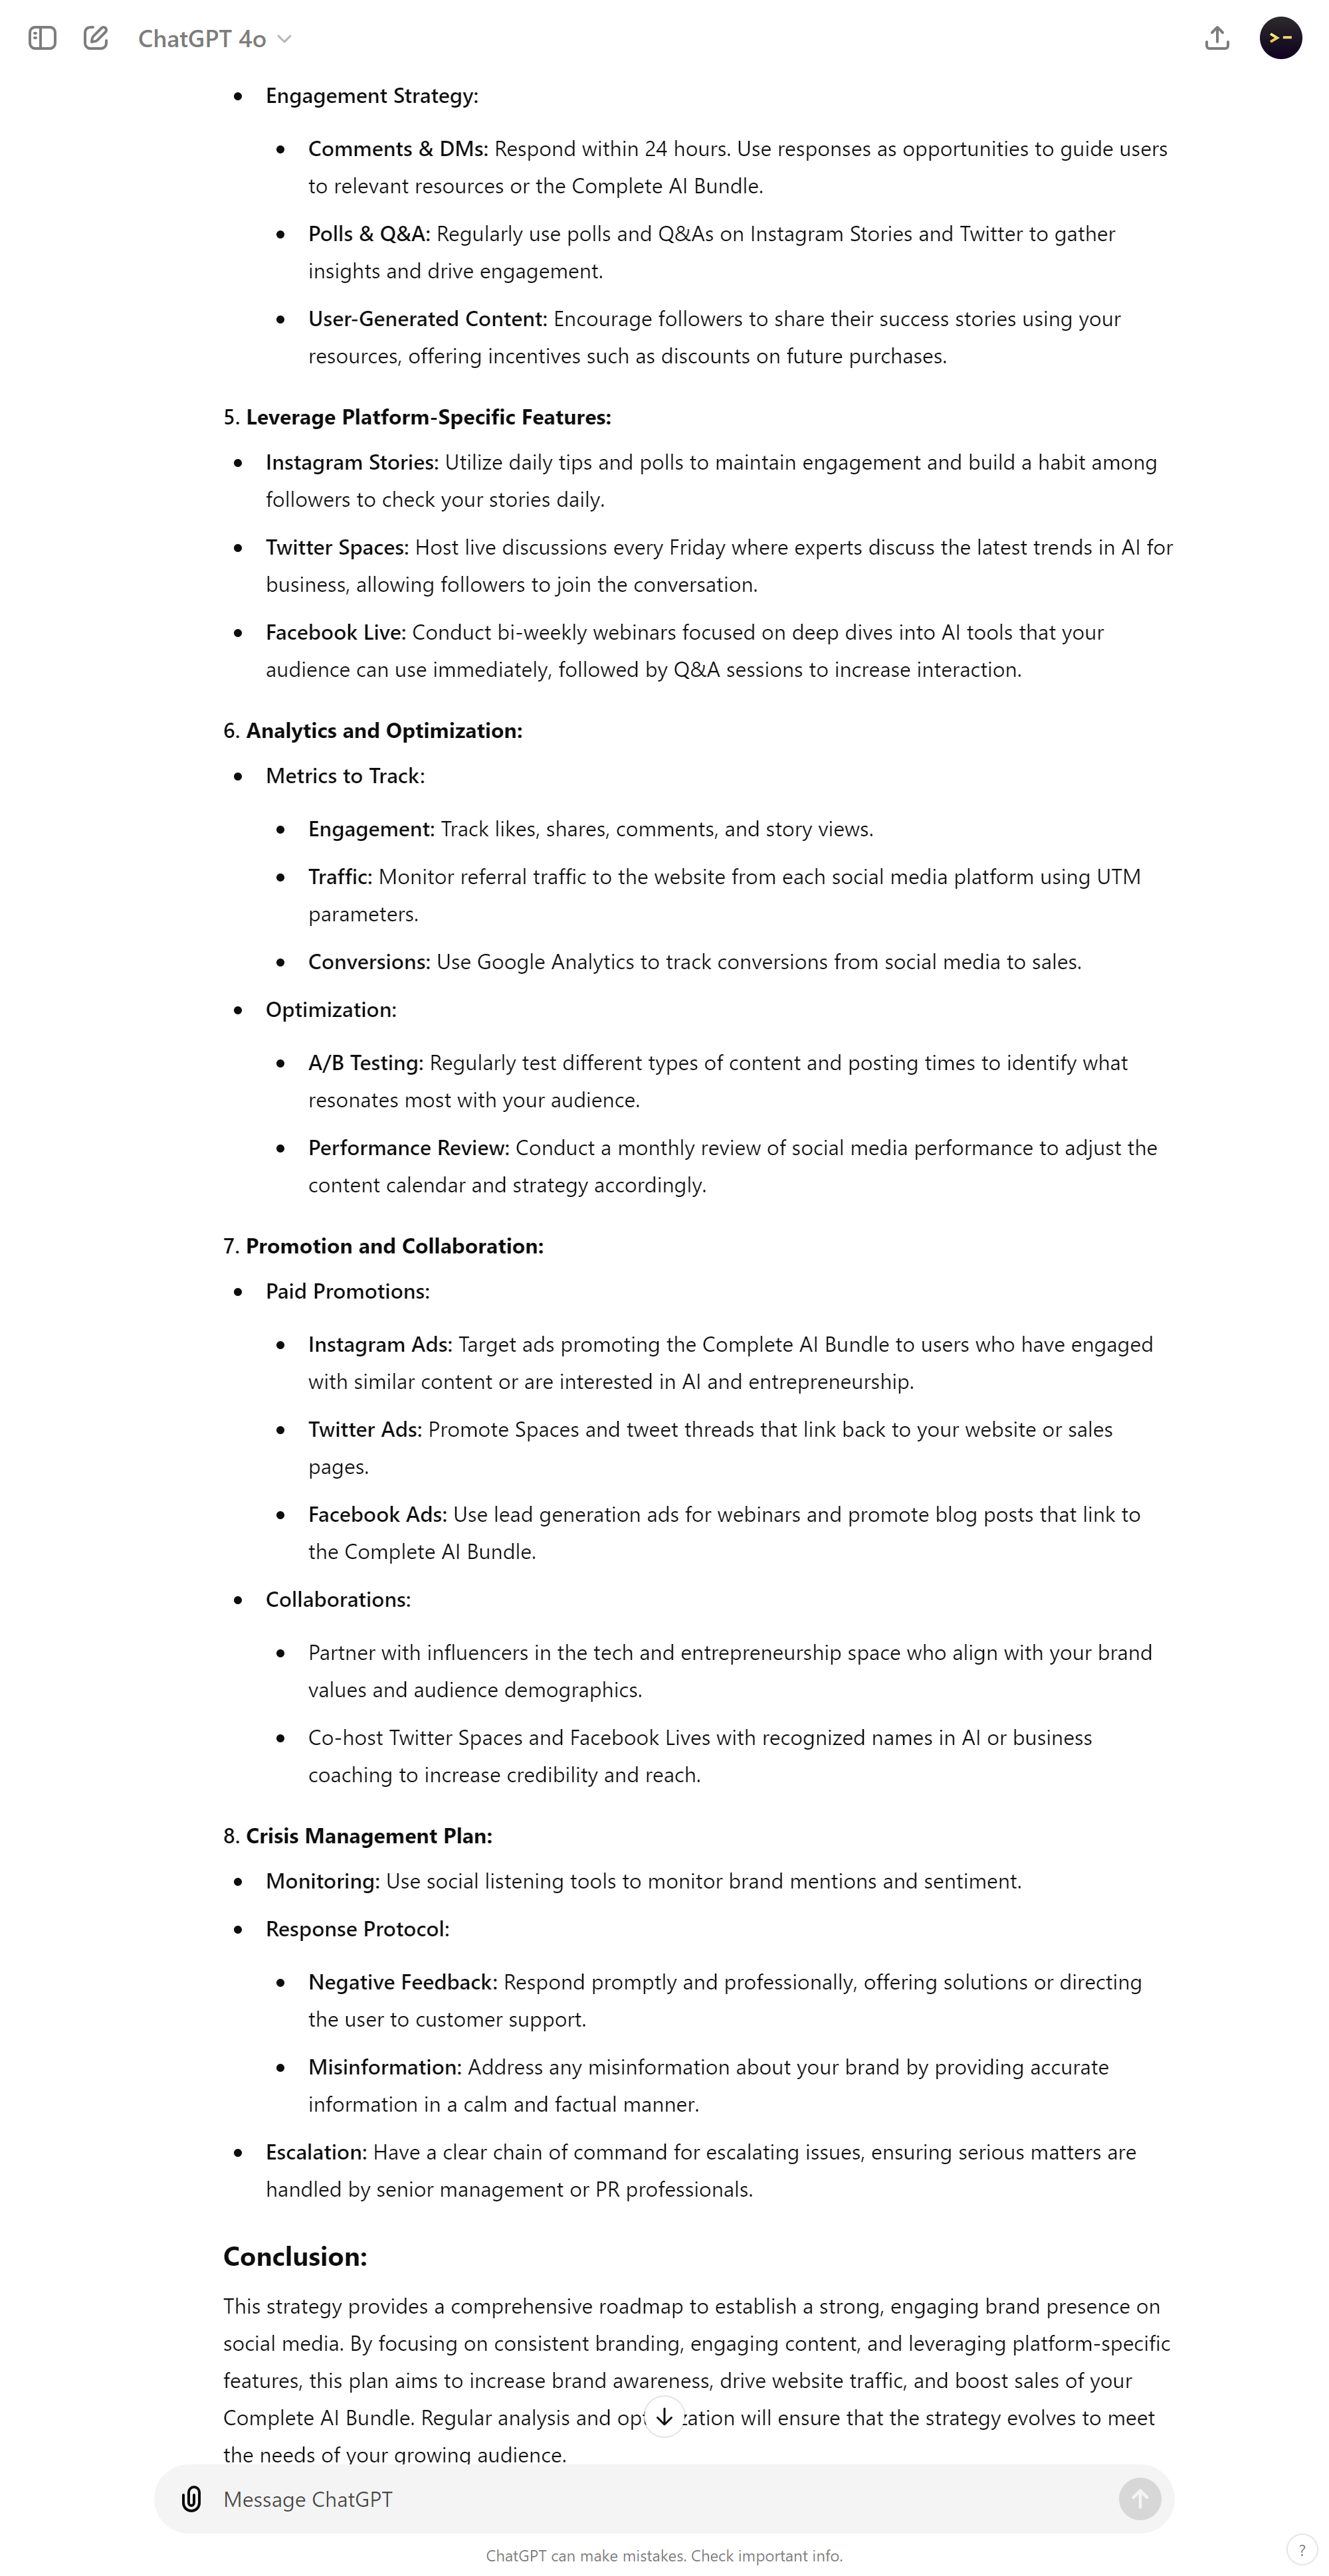 ChatGPT 4o
Engagement Strategy:
Comments & DMs: Respond within 24 hours. Use responses as opportunities to guide users
to relevant resources or the Complete AI Bundle.
Polls & Q&A: Regularly use polls and Q&As on Instagram Stories and Twitter to gather
insights and drive engagement.
User-Generated Content: Encourage followers to share their success stories using your
resources, offering incentives such as discounts on future purchases.
5. Leverage Platform-Specific Features:
Instagram Stories: Utilize daily tips and polls to maintain engagement and build a habit among
followers to check your stories daily.
Twitter Spaces: Host live discussions every Friday where experts discuss the latest trends in AI for
business, allowing followers to join the conversation.
Facebook Live: Conduct bi-weekly webinars focused on deep dives into AI tools that your
audience can use immediately, followed by Q&A sessions to increase interaction.
6. Analytics and Optimization:
Metrics to Track:
Engagement: Track likes, shares, comments, and story views.
Traffic: Monitor referral traffic to the website from each social media platform using UTM
parameters.
Conversions: Use Google Analytics to track conversions from social media to sales.
Optimization:
A/B Testing: Regularly test different types of content and posting times to identify what
resonates most with your audience.
Performance Review: Conduct a monthly review of social media performance to adjust the
content calendar and strategy accordingly.
7. Promotion and Collaboration:
Paid Promotions:
Instagram Ads: Target ads promoting the Complete AI Bundle to users who have engaged
with similar content or are interested in AI and entrepreneurship.
Twitter Ads: Promote Spaces and tweet threads that link back to your website or sales
pages.
Facebook Ads: Use lead generation ads for webinars and promote blog posts that link to
the Complete AI Bundle.
Collaborations:
Partner with influencers in the tech and entrepreneurship space who align with your brand
values and audience demographics.
Co-host Twitter Spaces and Facebook Lives with recognized names in AI or business
coaching to increase credibility and reach.
8. Crisis Management Plan:
Monitoring: Use social listening tools to monitor brand mentions and sentiment.
Response Protocol:
Negative Feedback: Respond promptly and professionally, offering solutions or directing
the user to customer support.
Misinformation: Address any misinformation about your brand by providing accurate
information in a calm and factual manner.
Escalation: Have a clear chain of command for escalating issues, ensuring serious matters are
handled by senior management or PR professionals.
Conclusion:
This strategy provides a comprehensive roadmap to establish a strong, engaging brand presence on
social media. By focusing on consistent branding, engaging content, and leveraging platform-specific
features, this plan aims to increase brand awareness, drive website traffic, and boost sales of your
Complete AI Bundle. Regular analysis and optimization will ensure that the strategy evolves to meet
the needs of your growing audience.
Message ChatGPT
ChatGPT can make mistakes. Check important info.
?